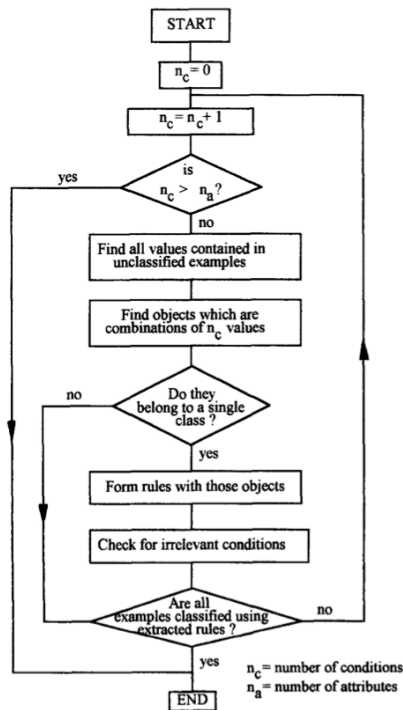 START
n_c = 0
n_c = n_c + 1
is
n_c > n_a?
yes
no
Find all values contained in
unclassified examples
Find objects which are
combinations of n_c values
Do they
belong to a single
class ?
no
yes
Form rules with those objects
Check for irrelevant conditions
Are all
examples classified using
extracted rules ?
no
yes
n_c = number of conditions
n_a = number of attributes
END